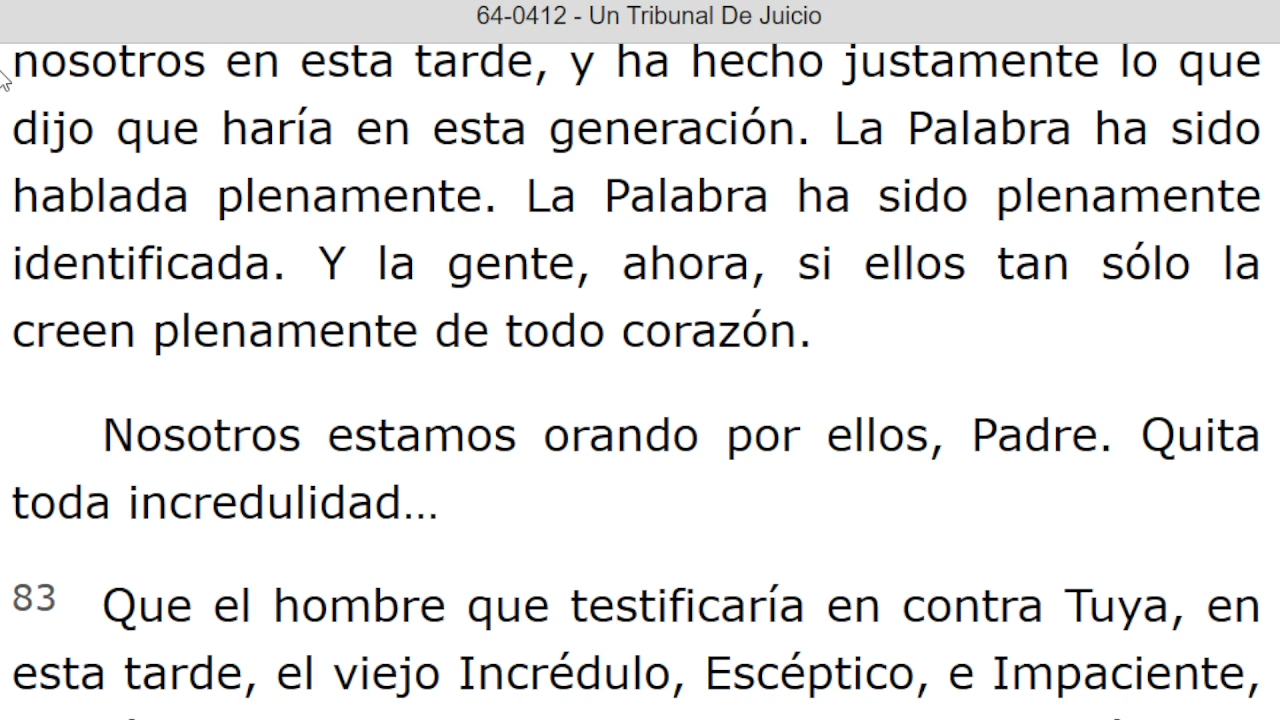 64-0412 - Un Tribunal De Juicio
nosotros en esta tarde, y ha hecho justamente lo que
dijo que haría en esta generación. La Palabra ha sido
hablada plenamente. La Palabra ha sido plenamente
identificada. Y la gente, ahora, si ellos tan sólo la
creen plenamente de todo corazón.
Nosotros estamos orando por ellos, Padre. Quita
toda incredulidad...
83 Que el hombre que testificaría en contra Tuya, en
esta tarde, el viejo Incrédulo, Escéptico, e Impaciente,